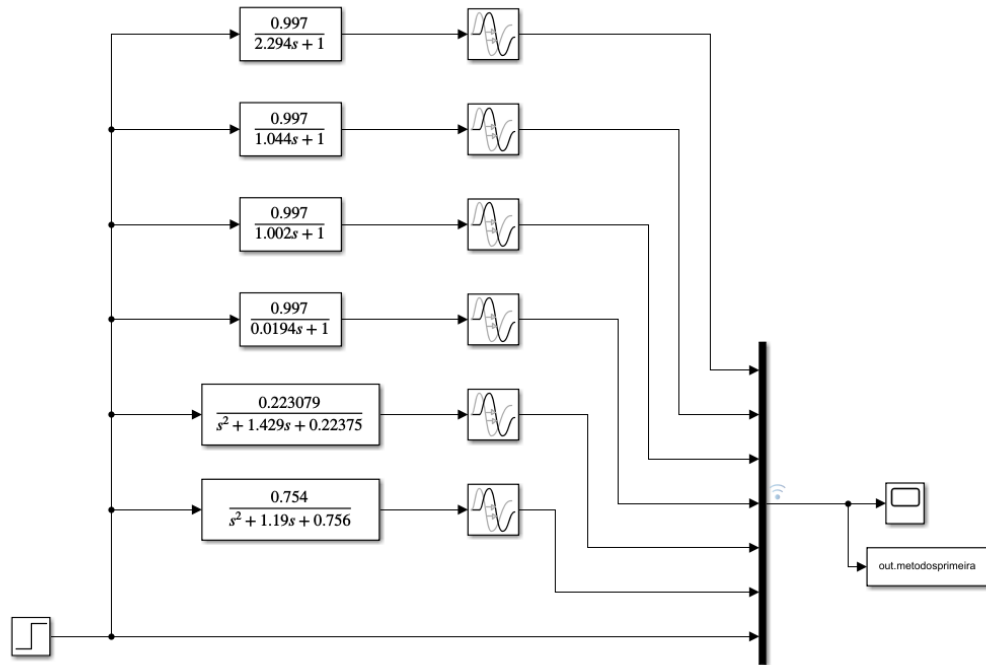 0.997
2.294s + 1
0.997
1.044s + 1
0.997
1.002s + 1
0.997
0.0194s + 1
0.223079
s² + 1.429s + 0.22375
0.754
s² + 1.19s + 0.756
out.metodosprimeira